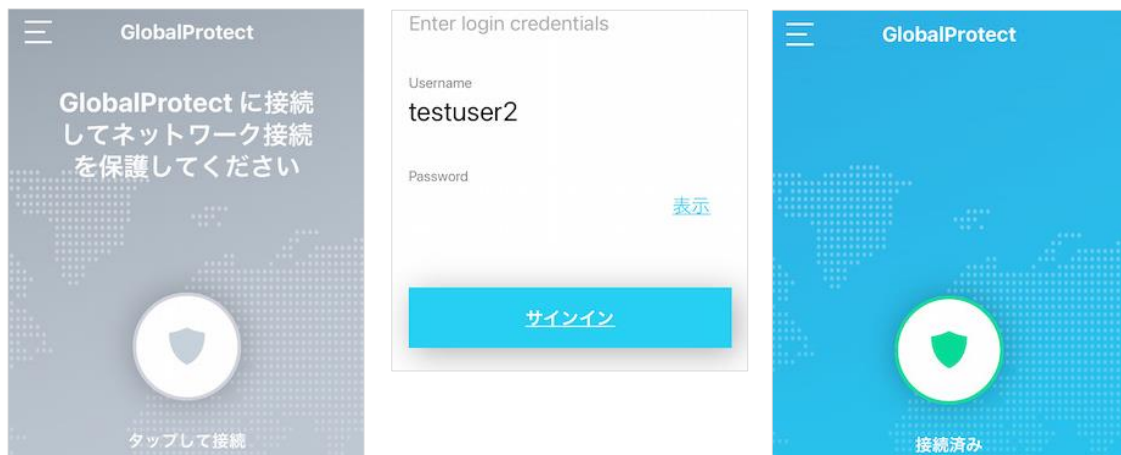 GlobalProtect
GlobalProtect に接続
してネットワーク接続
を保護してください
タップして接続
Enter login credentials
Username
testuser2
Password
表示
サインイン
GlobalProtect
接続済み